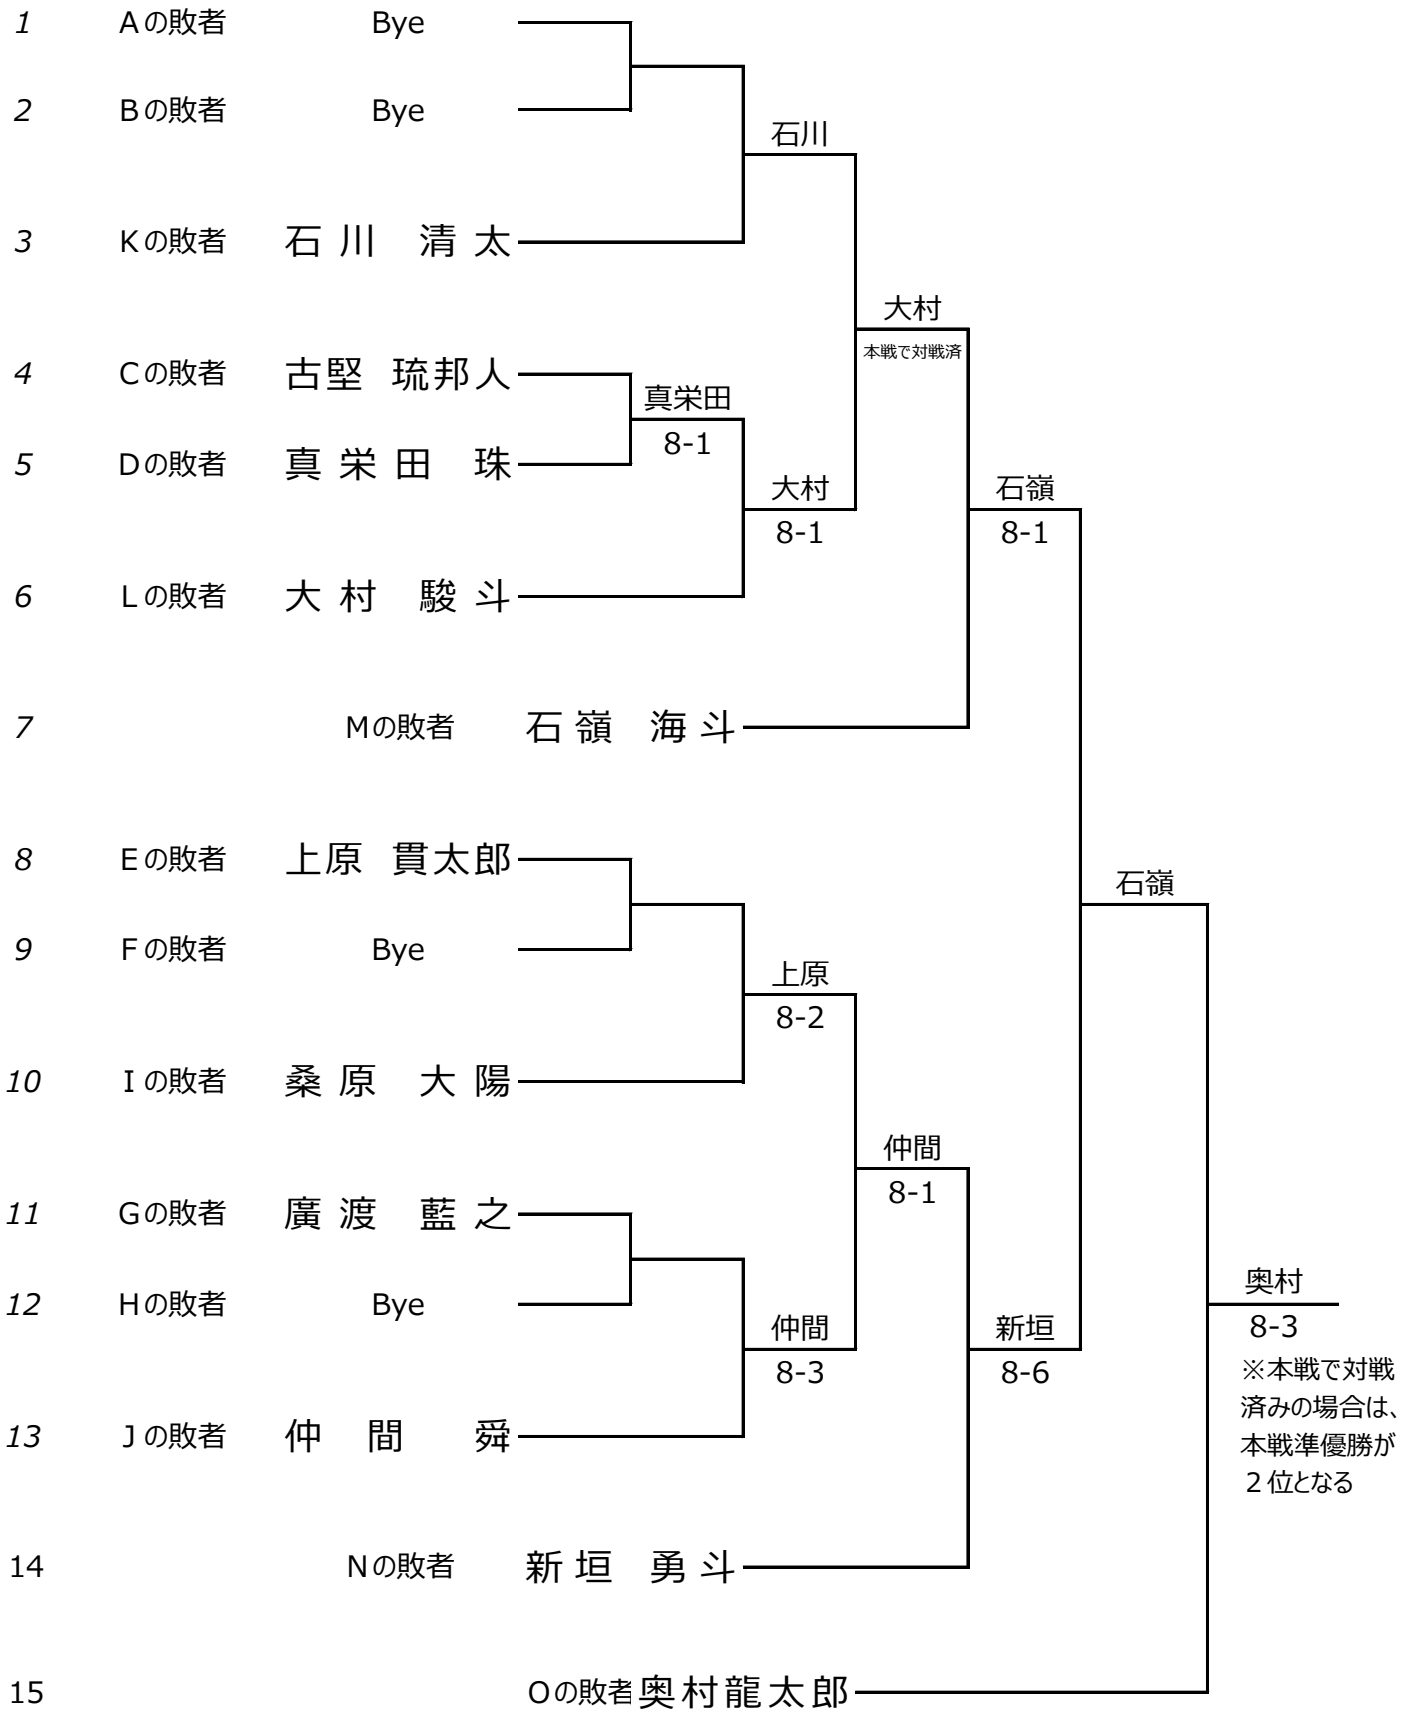 1 Aの敗者 Bye
2 Bの敗者 Bye
石川
3 Kの敗者 石川 清太
大村
本戦で対戦済
4 Cの敗者 古堅 琉邦人
真栄田
8-1
5 Dの敗者 真栄田 珠
大村
8-1
石嶺
8-1
6 Lの敗者 大村 駿斗
7 Mの敗者 石嶺 海斗
8 Eの敗者 上原 貫太郎
石嶺
9 Fの敗者 Bye
上原
8-2
10 Iの敗者 桑原 大陽
仲間
8-1
11 Gの敗者 廣渡 藍之
奥村
8-3
12 Hの敗者 Bye
仲間
8-3
新垣
8-6
※本戦で対戦
済みの場合は、
本戦準優勝が
２位となる
13 Jの敗者 仲間 舜
14 Nの敗者 新垣 勇斗
15 Oの敗者 奥村龍太郎